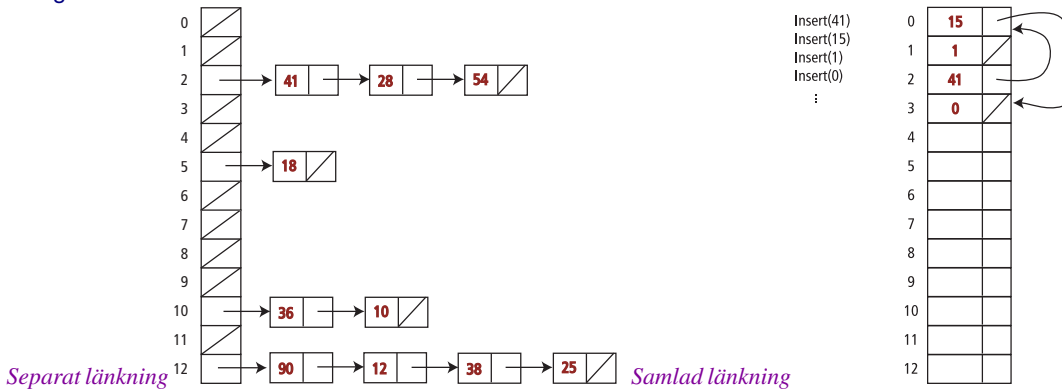 0
1
2 41 28 54
3
4
5 18
6
7
8
9
10 36 10
11
Separat länkning 12 90 12 38 25
Insert(41)
Insert(15)
Insert(1)
Insert(0)
⋮
0 15
1 1
2 41
3 0
4
5
6
7
8
9
10
11
Samlad länkning 12